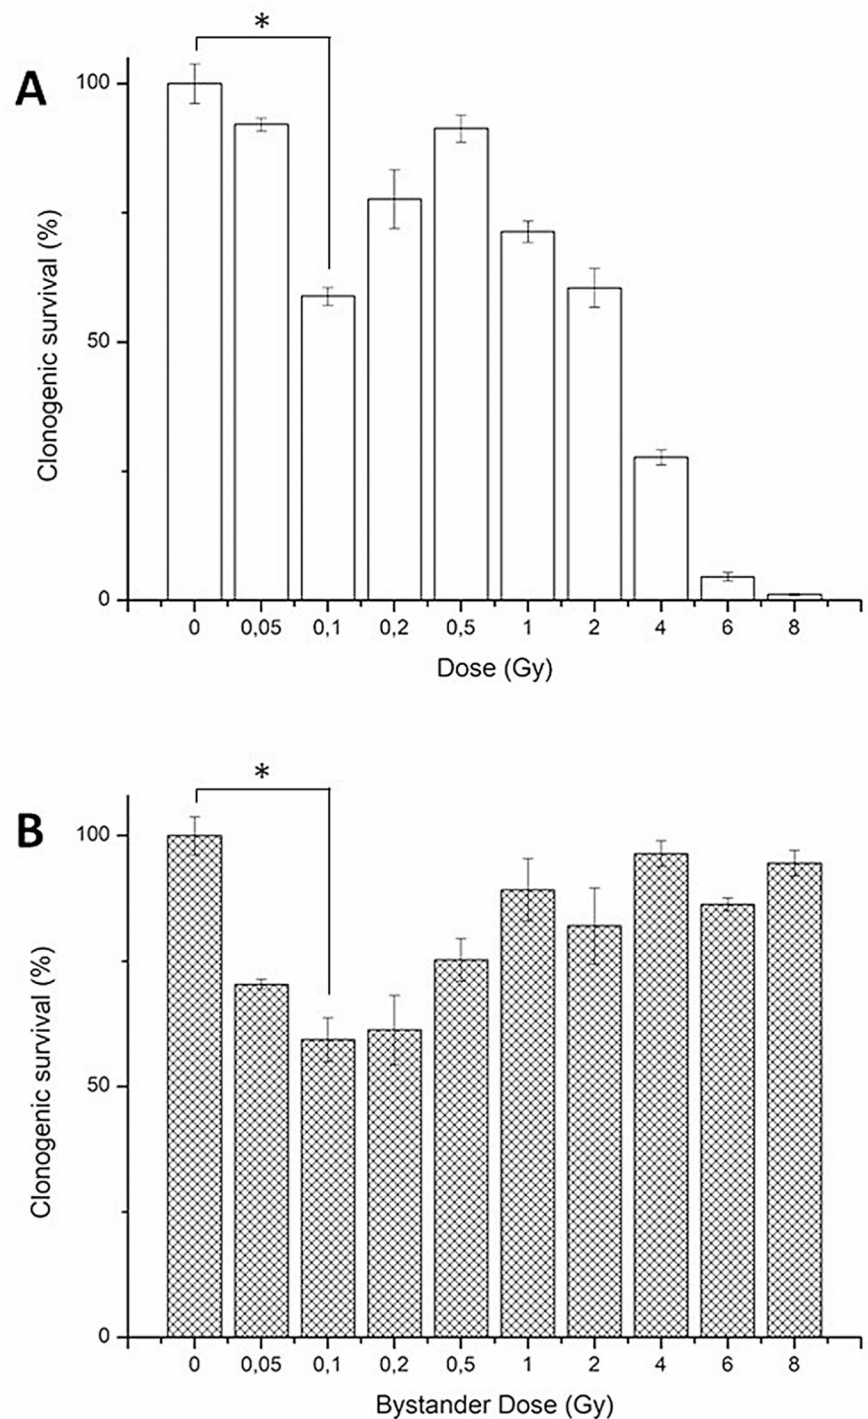 *
A
100
50
0
Clonogenic survival (%)
0 0,05 0,1 0,2 0,5 1 2 4 6 8
Dose (Gy)
*
B
100
50
0
Clonogenic survival (%)
0 0,05 0,1 0,2 0,5 1 2 4 6 8
Bystander Dose (Gy)